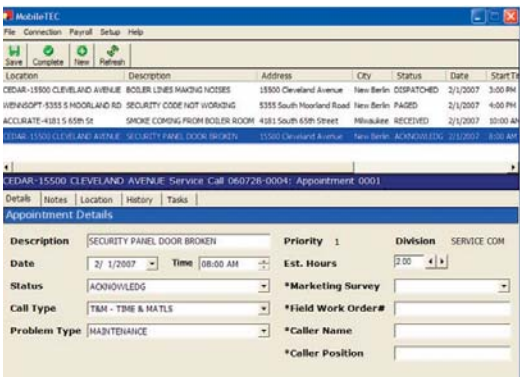 MobileTEC
File Connection Payroll Setup Help
Save Complete New Refresh
Location Description Address City Status Date StartTi
CEDAR-15500 CLEVELAND AVENUE BOILER LINES MAKING NOISES 15500 Cleveland Avenue New Berlin DISPATCHED 2/1/2007 3:00 PM
WENNSOFT-5355 S MOORLAND RD SECURITY CODE NOT WORKING 5355 South Moorland Road New Berlin PAGED 2/1/2007 4:00 PM
ACCURATE-4181 S 65th St SMOKE COMING FROM BOILER ROOM 4181 South 65th Street Milwaukee RECEIVED 2/1/2007 10:00 AM
CEDAR-15500 CLEVELAND AVENUE SECURITY PANEL DOOR BROKEN 15500 Cleveland Avenue New Berlin ACKNOWLEDG 2/1/2007 8:00 AM
CEDAR-15500 CLEVELAND AVENUE Service Call 060728-0004: Appointment 0001
Details Notes Location History Tasks
Appointment Details
Description SECURITY PANEL DOOR BROKEN Priority 1 Division SERVICE COM
Date 2/ 1/2007 Time 08:00 AM Est. Hours 2.00
Status ACKNOWLEDG *Marketing Survey
Call Type T&M - TIME & MATLS *Field Work Order#
Problem Type MAINTENANCE *Caller Name
*Caller Position